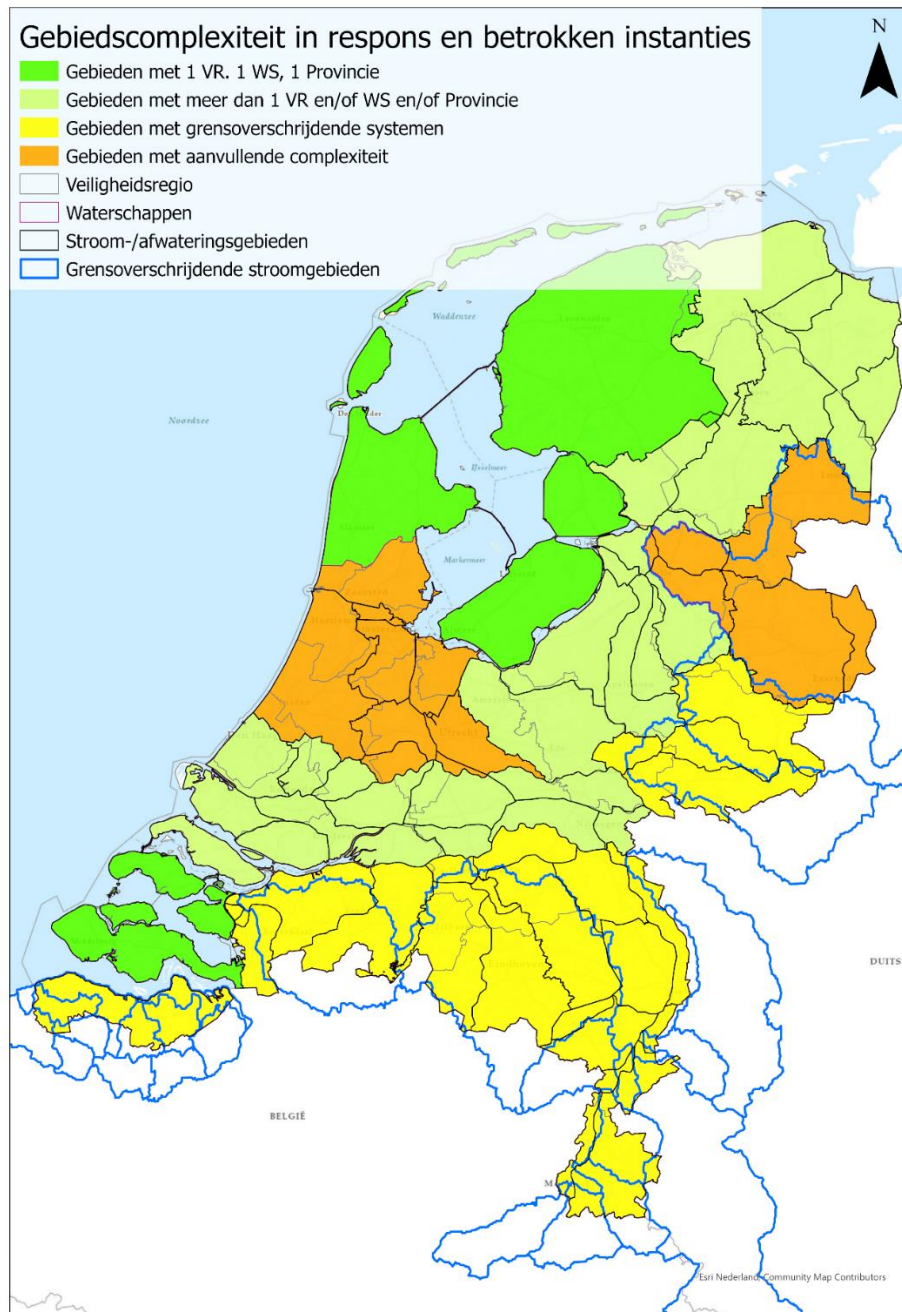 Gebiedscomplexiteit in respons en betrokken instanties
N
Gebieden met 1 VR. 1 WS, 1 Provincie
Gebieden met meer dan 1 VR en/of WS en/of Provincie
Gebieden met grensoverschrijdende systemen
Gebieden met aanvullende complexiteit
Veiligheidsregio
Waterschappen
Stroom-/afwateringsgebieden
Grensoverschrijdende stroomgebieden
Waddenzee
Noordzee
IJsselmeer
Markermeer
Utrecht
Eindhoven
DUITS
BELGIË
Esri Nederland, Community Map Contributors